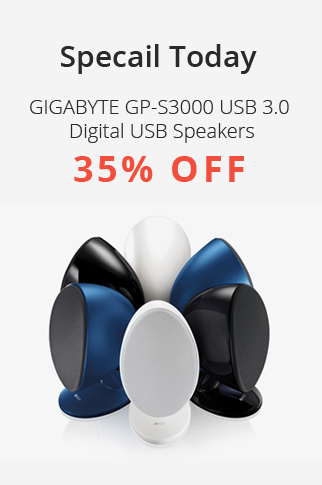 Specail Today
GIGABYTE GP-S3000 USB 3.0
Digital USB Speakers
35% OFF